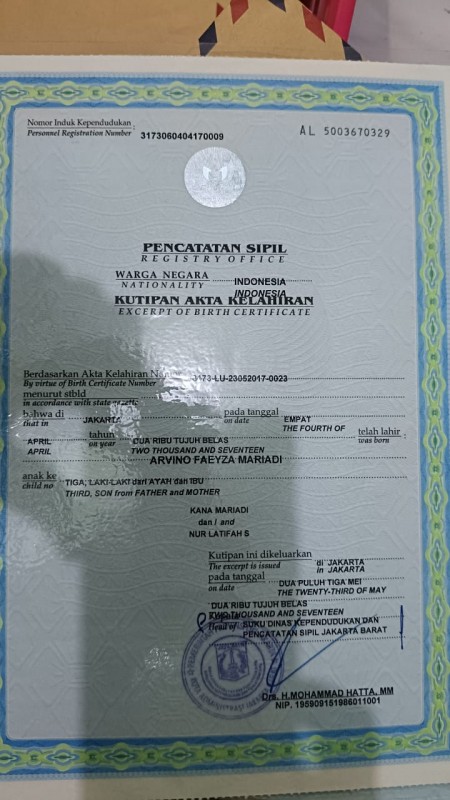 Nomor Induk Kependudukan : 3173060404170009 AL 5003670329
Personnel Registration Number
PENCATATAN SIPIL
REGISTRY OFFICE
WARGA NEGARA INDONESIA
NATIONALITY INDONESIA
KUTIPAN AKTA KELAHIRAN
EXCERPT OF BIRTH CERTIFICATE
Berdasarkan Akta Kelahiran 3173-LU-23052017-0023
By virtue of Birth Certificate Number
menurut stbld
in accordance with state gazette
bahwa di JAKARTA pada tanggal EMPAT
that in on date THE FOURTH OF telah lahir :
APRIL tahun DUA RIBU TUJUH BELAS was born
APRIL on year TWO THOUSAND AND SEVENTEEN
ARVINO FAEYZA MARIADI
anak ke TIGA, LAKI-LAKI dari AYAH dan IBU
child no THIRD, SON from FATHER and MOTHER
KANA MARIADI
dan / and
NUR LATIFAH S
Kutipan ini dikeluarkan di JAKARTA
The excerpt is issued in JAKARTA
pada tanggal DUA PULUH TIGA MEI
on date THE TWENTY-THIRD OF MAY
DUA RIBU TUJUH BELAS
TWO THOUSAND AND SEVENTEEN
Kepala SUKU DINAS KEPENDUDUKAN DAN
Head of PENCATATAN SIPIL JAKARTA BARAT
Drs. H.MOHAMMAD HATTA, MM
NIP. 195909151986011001